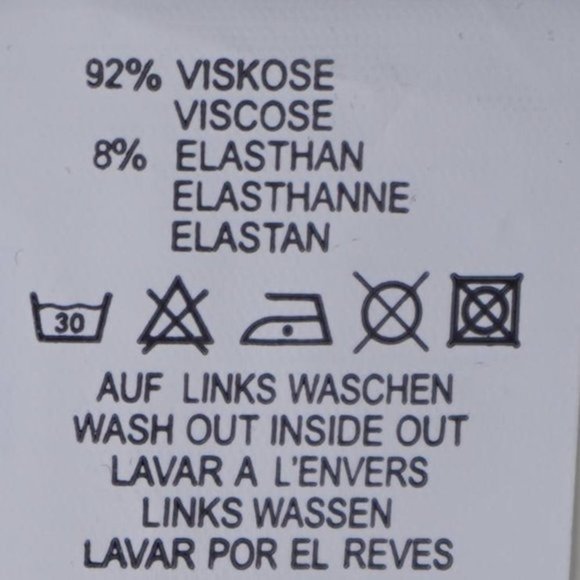 92% VISKOSE
VISCOSE
8% ELASTHAN
ELASTHANNE
ELASTAN
30
AUF LINKS WASCHEN
WASH OUT INSIDE OUT
LAVAR A L'ENVERS
LINKS WASSEN
LAVAR POR EL REVES